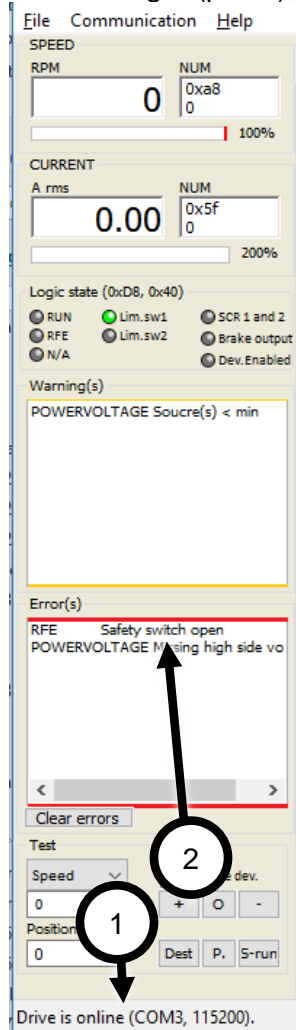 File Communication Help
SPEED
RPM NUM
0 0xa8
0
100%
CURRENT
A rms NUM
0.00 0x5f
0
200%
Logic state (0xD8, 0x40)
RUN Lim.sw1 SCR 1 and 2
RFE Lim.sw2 Brake output
N/A Dev.Enabled
Warning(s)
POWERVOLTAGE Soucre(s) < min
Error(s)
RFE Safety switch open
POWERVOLTAGE high side vo
Clear errors
Test
Speed dev.
0 + O -
Position
0 Dest P. S-run
2
1
Drive is online (COM3, 115200).